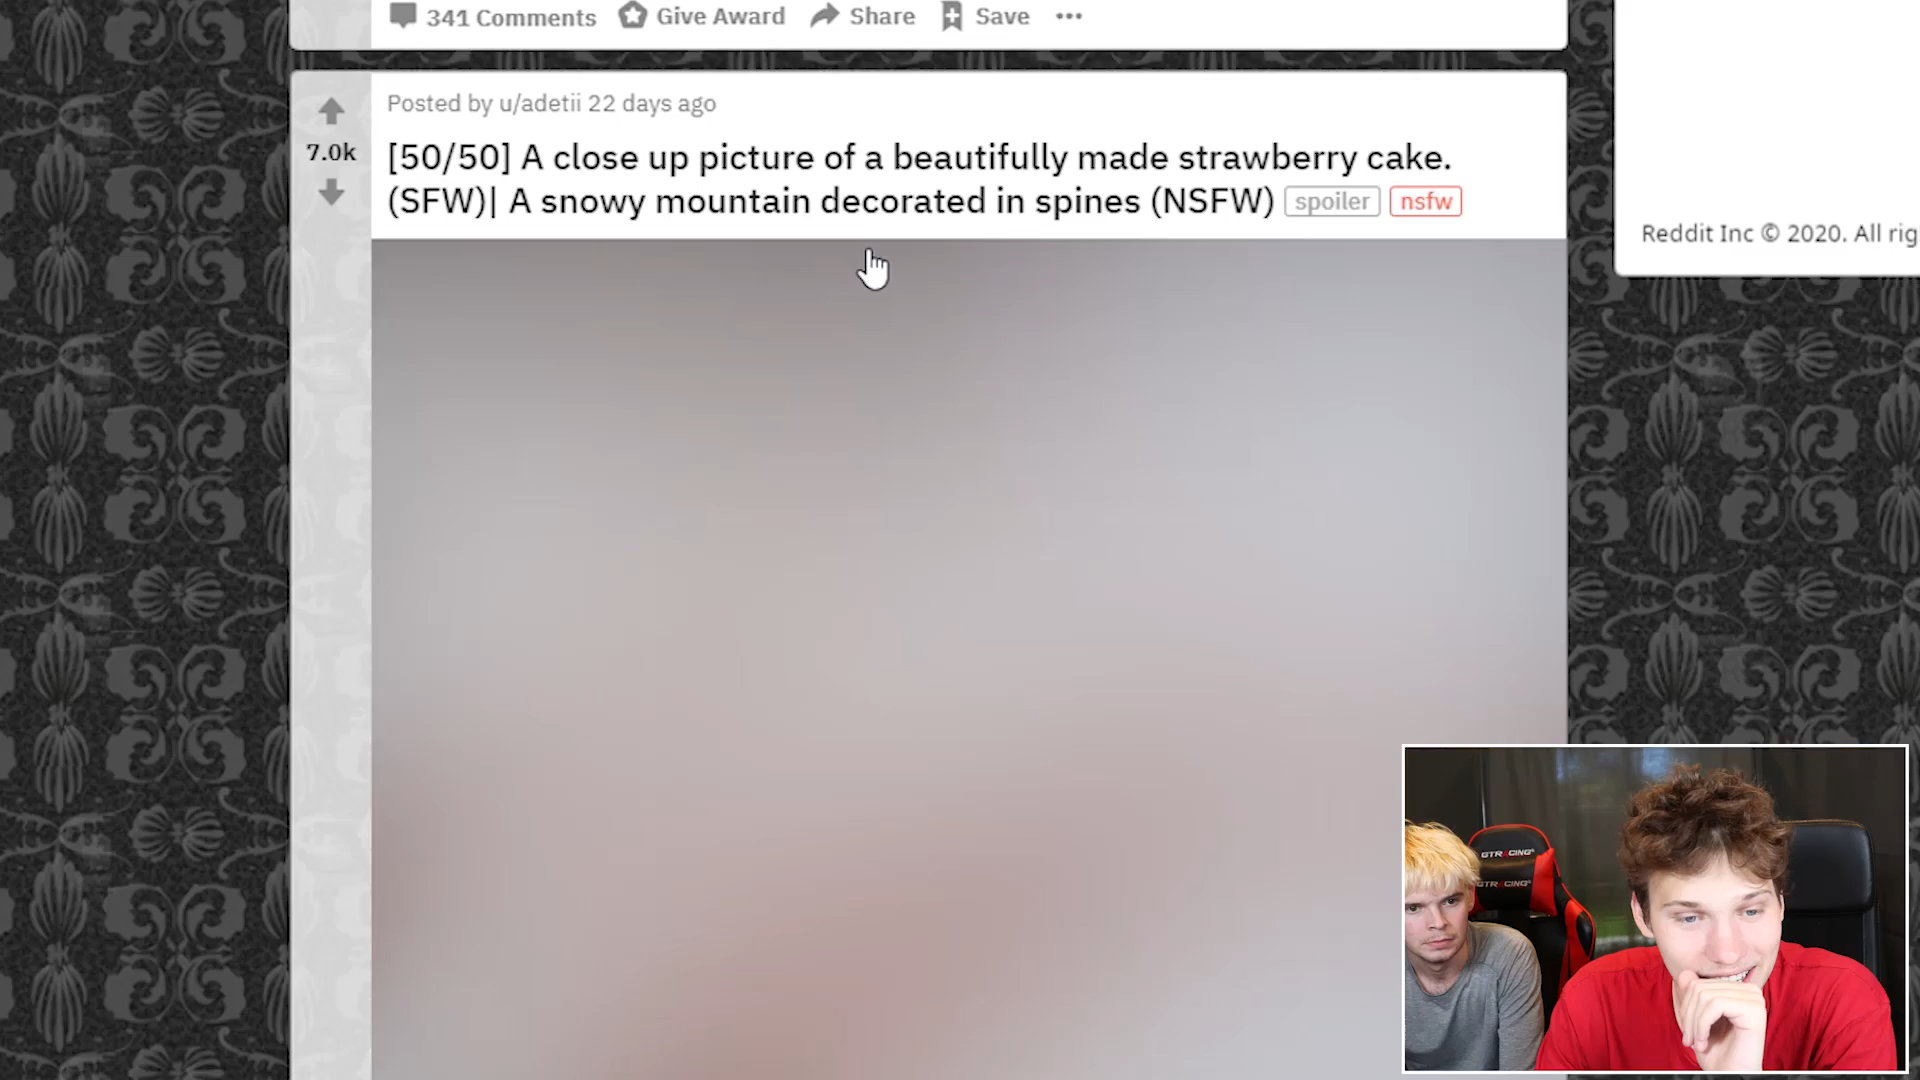 341 Comments Give Award Share Save
Posted by u/adetii 22 days ago
7.0k
[50/50] A close up picture of a beautifully made strawberry cake.
(SFW)| A snowy mountain decorated in spines (NSFW) spoiler nsfw
Reddit Inc © 2020. All rig
GTRACING
GTRACING